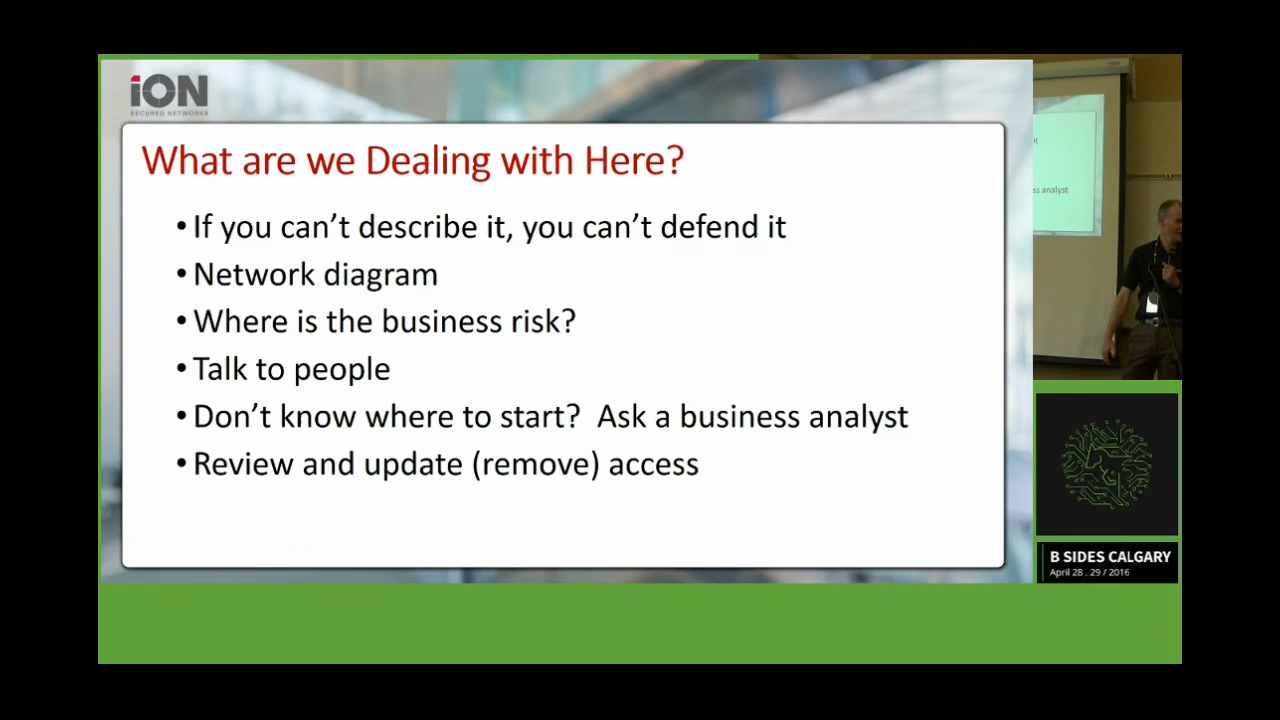 iON
SECURED NETWORKS
What are we Dealing with Here?
•If you can’t describe it, you can’t defend it
•Network diagram
•Where is the business risk?
•Talk to people
•Don’t know where to start?  Ask a business analyst
•Review and update (remove) access
ss analyst
B SIDES CALGARY
April 28 . 29 / 2016